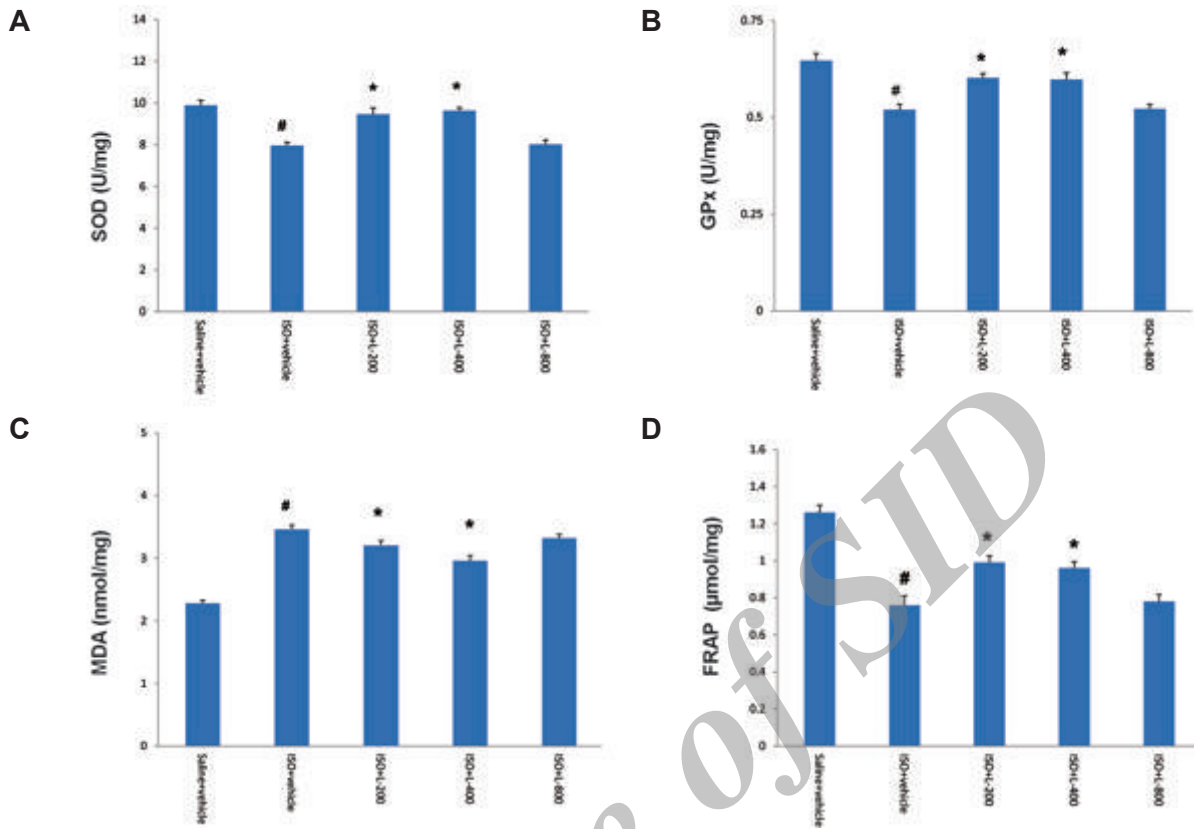 A
SOD (U/mg)
14
12
10
8
6
4
2
0
#
*
*
Saline+vehicle
ISO+vehicle
ISO+L-200
ISO+L-400
ISO+L-800
B
GPx (U/mg)
0.75
0.5
0.25
0
#
*
*
Saline+vehicle
ISO+vehicle
ISO+L-200
ISO+L-400
ISO+L-800
C
MDA (nmol/mg)
5
4
3
2
1
0
#
*
*
Saline+vehicle
ISO+vehicle
ISO+L-200
ISO+L-400
ISO+L-800
D
FRAP (µmol/mg)
1.6
1.4
1.2
1
0.8
0.6
0.4
0.2
0
#
*
*
Saline+vehicle
ISO+vehicle
ISO+L-200
ISO+L-400
ISO+L-800
of SID